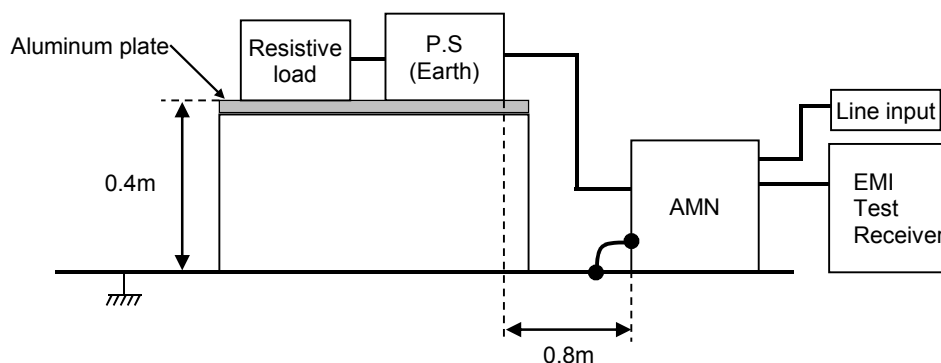 Aluminum plate
Resistive
load
P.S
(Earth)
Line input
0.4m
AMN
EMI
Test
Receiver
0.8m